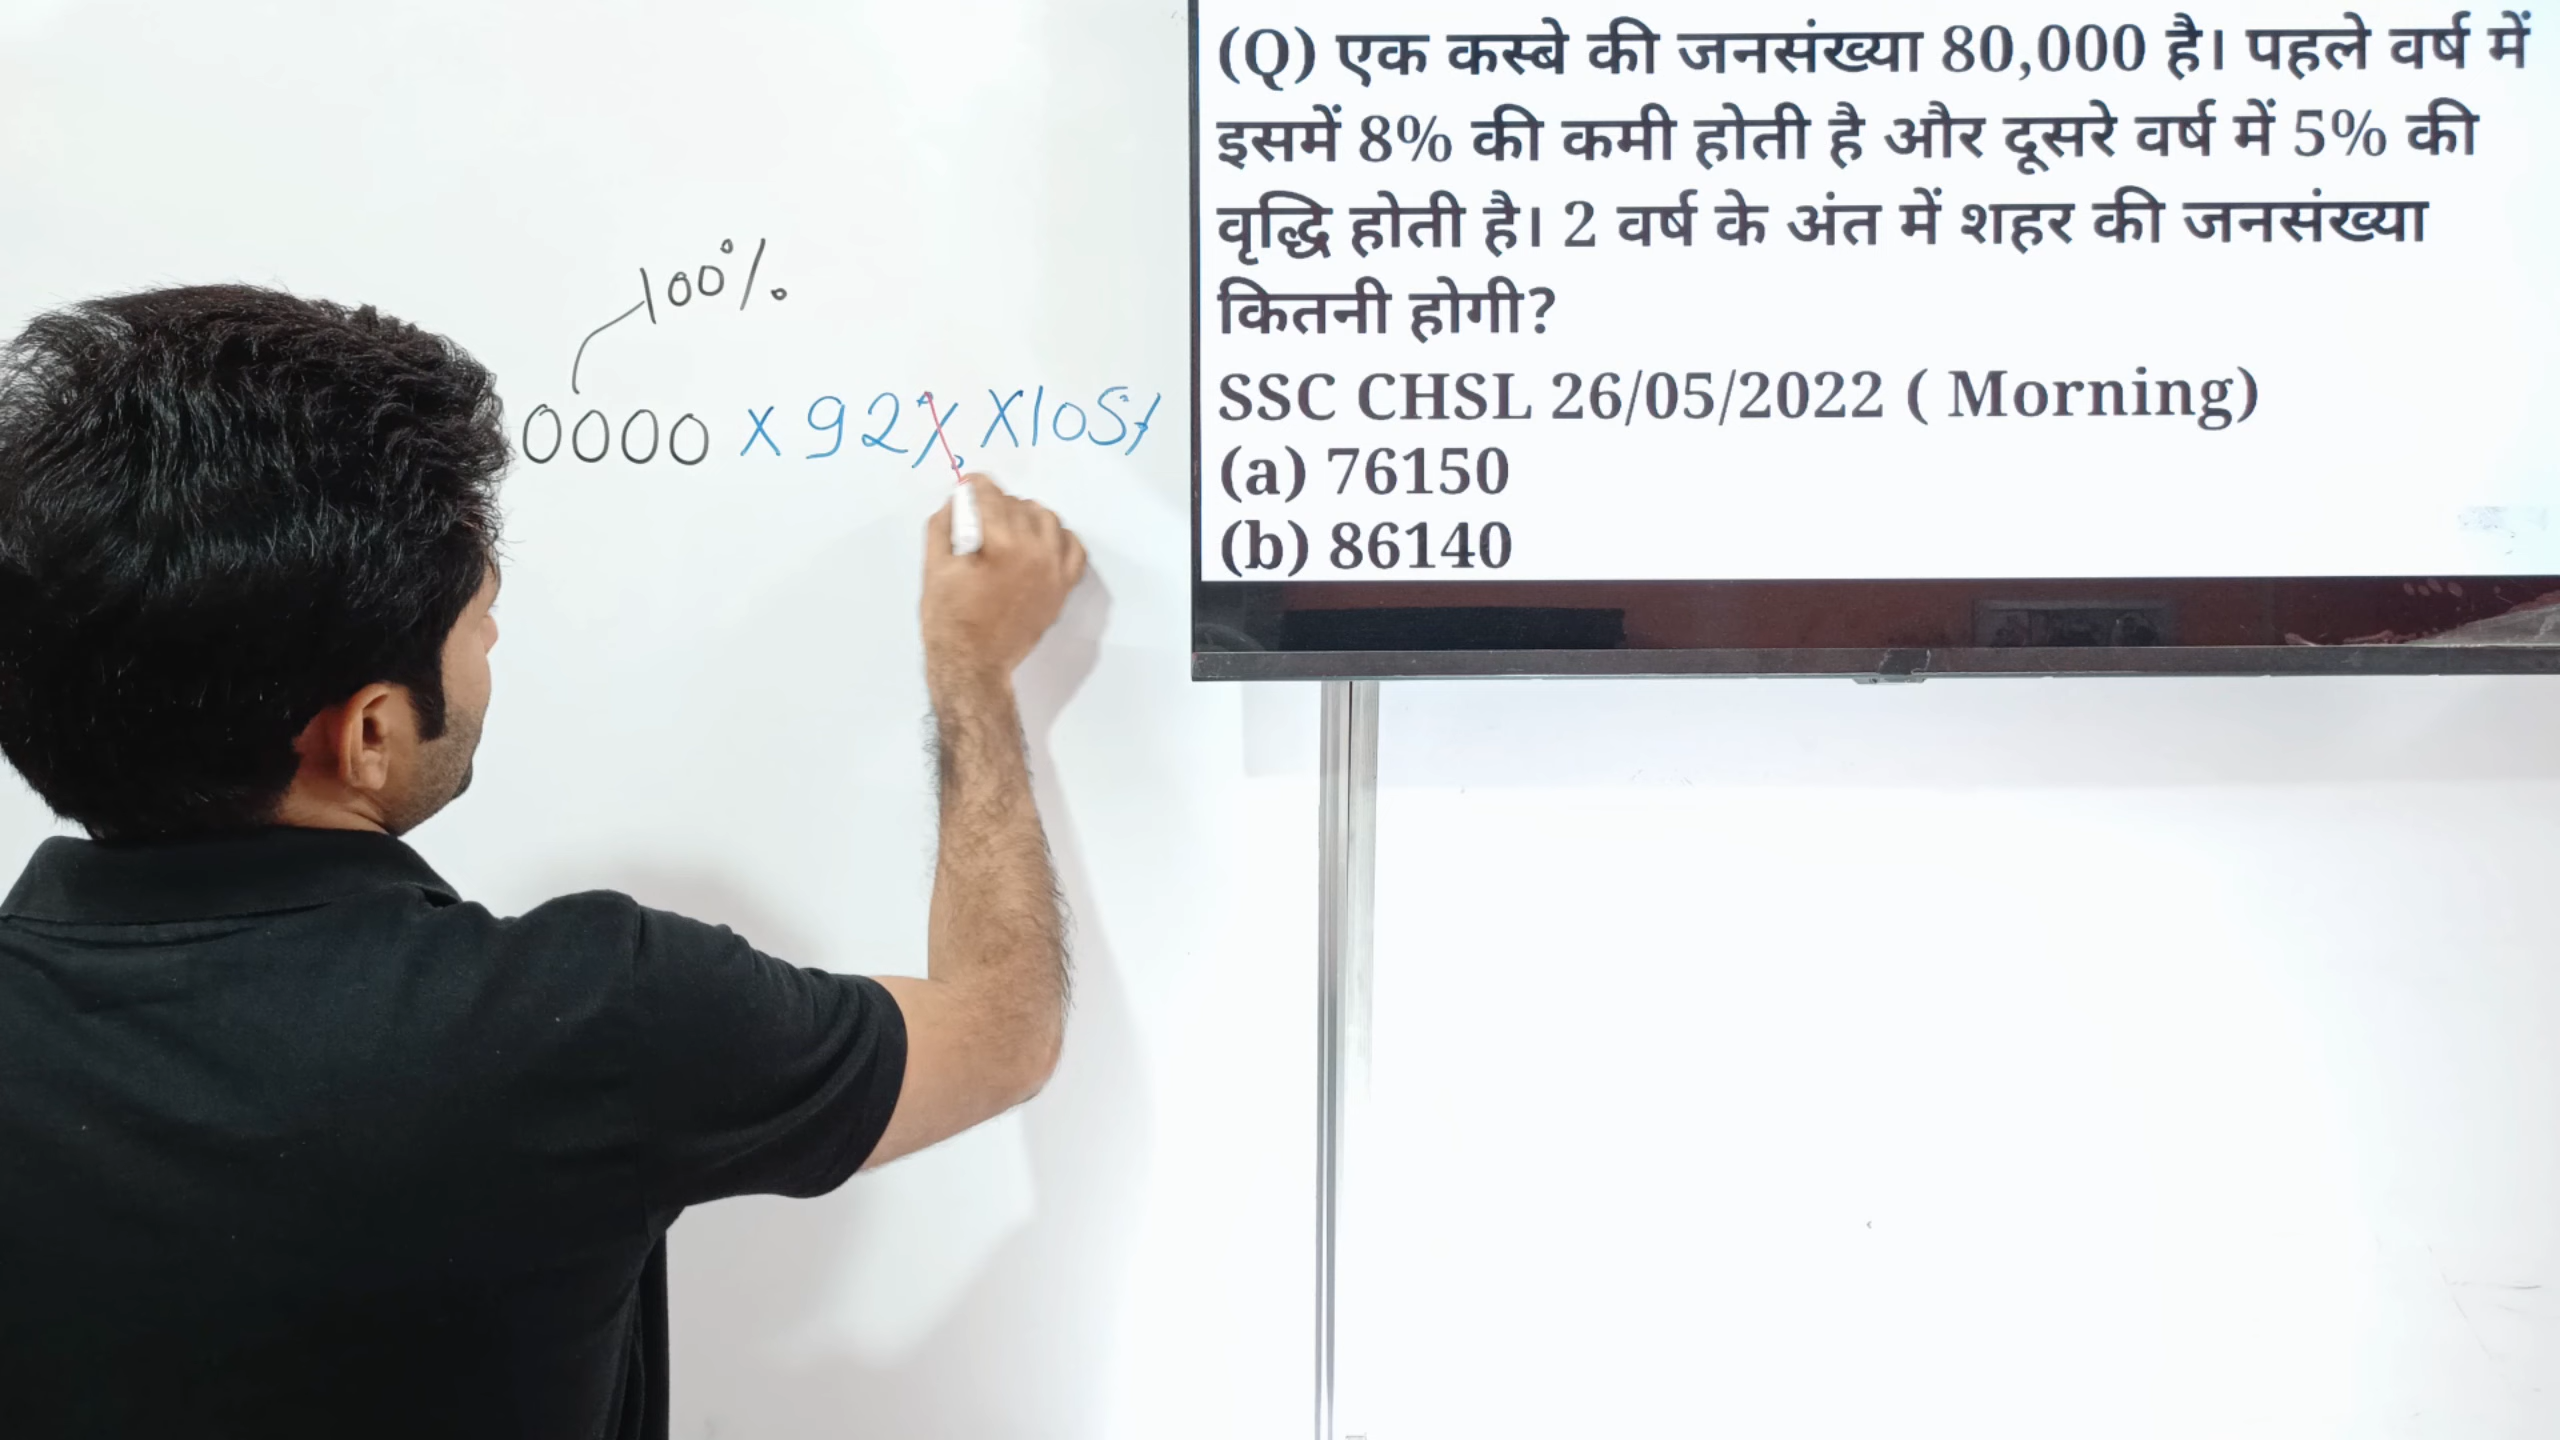 100%
0000 x 92% X105%
(Q) एक कस्बे की जनसंख्या 80,000 है। पहले वर्ष में
इसमें 8% की कमी होती है और दूसरे वर्ष में 5% की
वृद्धि होती है। 2 वर्ष के अंत में शहर की जनसंख्या
कितनी होगी?
SSC CHSL 26/05/2022 ( Morning)
(a) 76150
(b) 86140